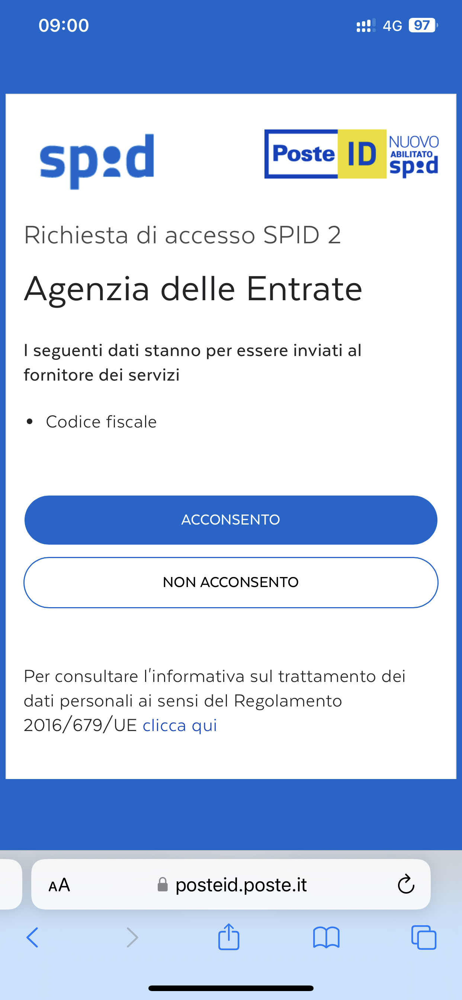 09:00 4G 97
spid
Poste ID NUOVO
ABILITATO
spid
Richiesta di accesso SPID 2
Agenzia delle Entrate
I seguenti dati stanno per essere inviati al
fornitore dei servizi
• Codice fiscale
ACCONSENTO
NON ACCONSENTO
Per consultare l'informativa sul trattamento dei
dati personali ai sensi del Regolamento
2016/679/UE clicca qui
AA posteid.poste.it